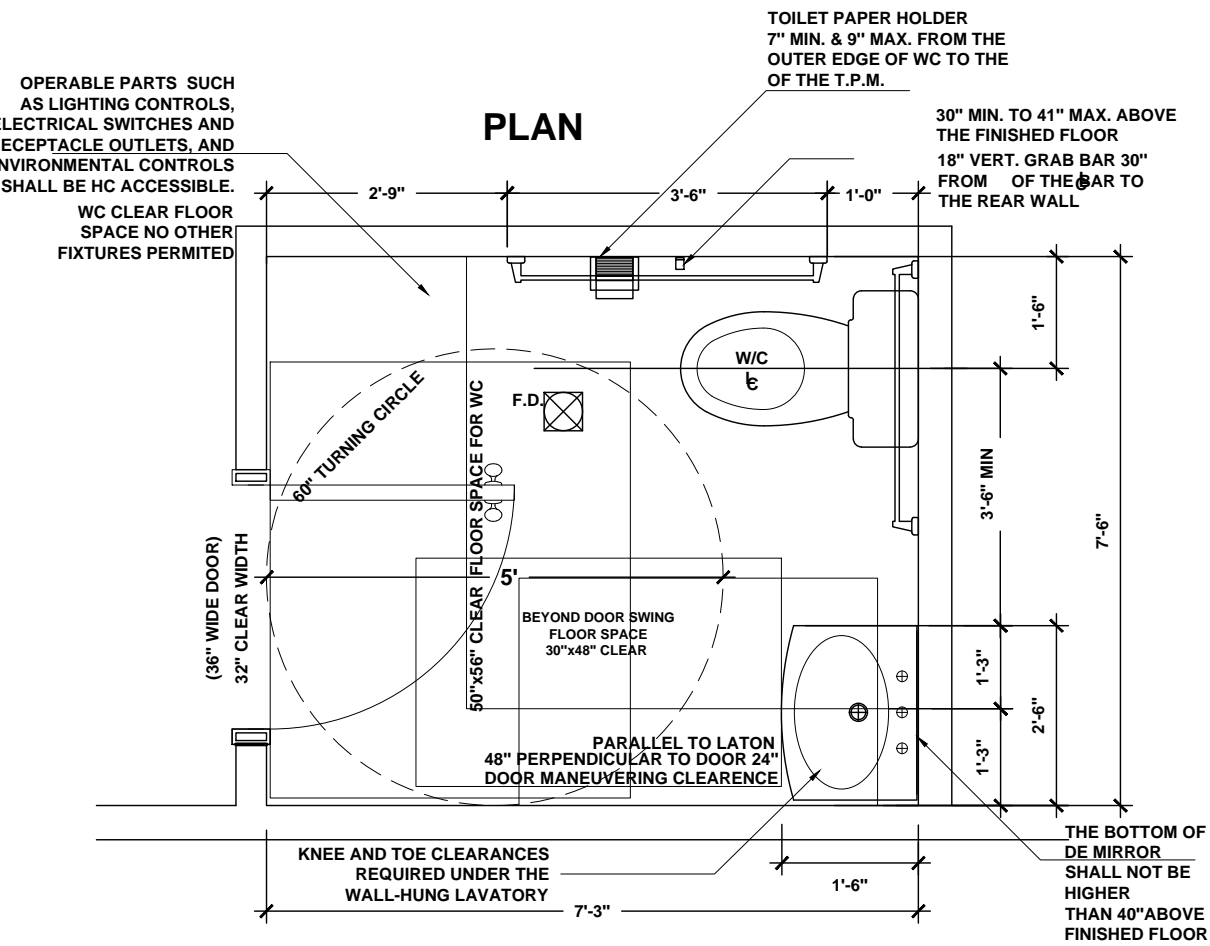 TOILET PAPER HOLDER
7" MIN. & 9" MAX. FROM THE
OUTER EDGE OF WC TO THE
OF THE T.P.M.
OPERABLE PARTS SUCH
AS LIGHTING CONTROLS,
ELECTRICAL SWITCHES AND
RECEPTACLE OUTLETS, AND
ENVIRONMENTAL CONTROLS
SHALL BE HC ACCESSIBLE.
WC CLEAR FLOOR
SPACE NO OTHER
FIXTURES PERMITED
PLAN
30" MIN. TO 41" MAX. ABOVE
THE FINISHED FLOOR
18" VERT. GRAB BAR 30"
FROM ℄ OF THE BAR TO
THE REAR WALL
2'-9"
3'-6"
1'-0"
1'-6"
W/C
℄
F.D.
60" TURNING CIRCLE
50"x56" CLEAR FLOOR SPACE FOR WC
3'-6" MIN
7'-6"
(36" WIDE DOOR)
32" CLEAR WIDTH
5'
BEYOND DOOR SWING
FLOOR SPACE
30"x48" CLEAR
1'-3"
2'-6"
1'-3"
PARALLEL TO LATON
48" PERPENDICULAR TO DOOR 24"
DOOR MANEUVERING CLEARENCE
KNEE AND TOE CLEARANCES
REQUIRED UNDER THE
WALL-HUNG LAVATORY
1'-6"
7'-3"
THE BOTTOM OF
DE MIRROR
SHALL NOT BE
HIGHER
THAN 40"ABOVE
FINISHED FLOOR